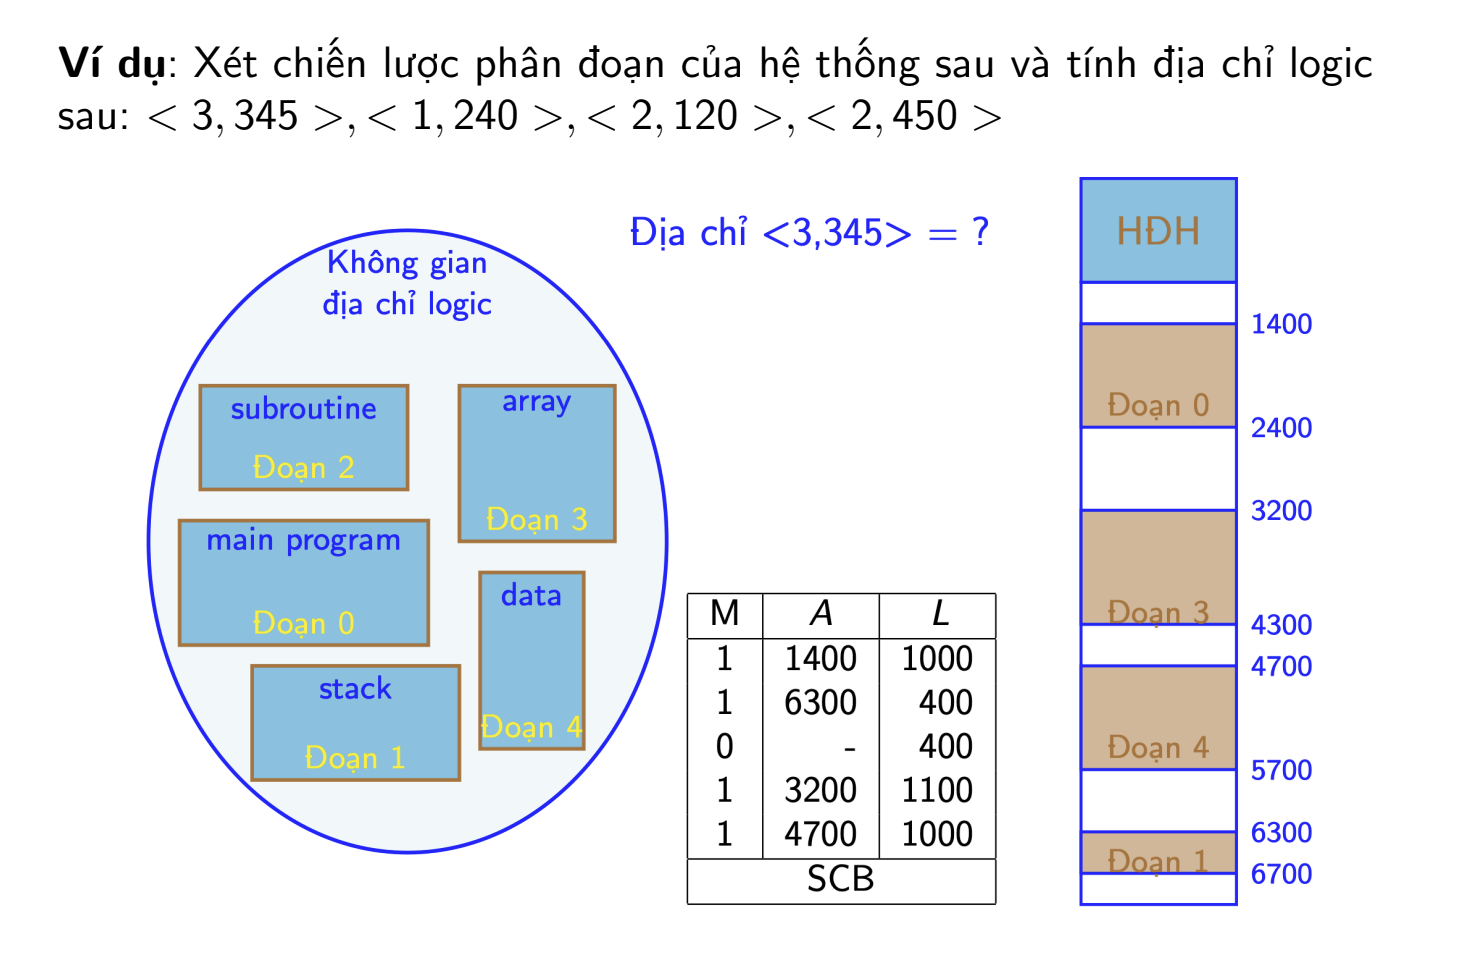 Ví dụ: Xét chiến lược phân đoạn của hệ thống sau và tính địa chỉ logic
sau: < 3, 345 >, < 1, 240 >, < 2, 120 >, < 2, 450 >
Địa chỉ <3,345> = ?
Không gian
địa chỉ logic
subroutine
Đoạn 2
array
Đoạn 3
main program
Đoạn 0
data
Đoạn 4
stack
Đoạn 1
M A L
1 1400 1000
1 6300 400
0 - 400
1 3200 1100
1 4700 1000
SCB
HĐH
1400
Đoạn 0
2400
3200
Đoạn 3
4300
4700
Đoạn 4
5700
6300
Đoạn 1
6700